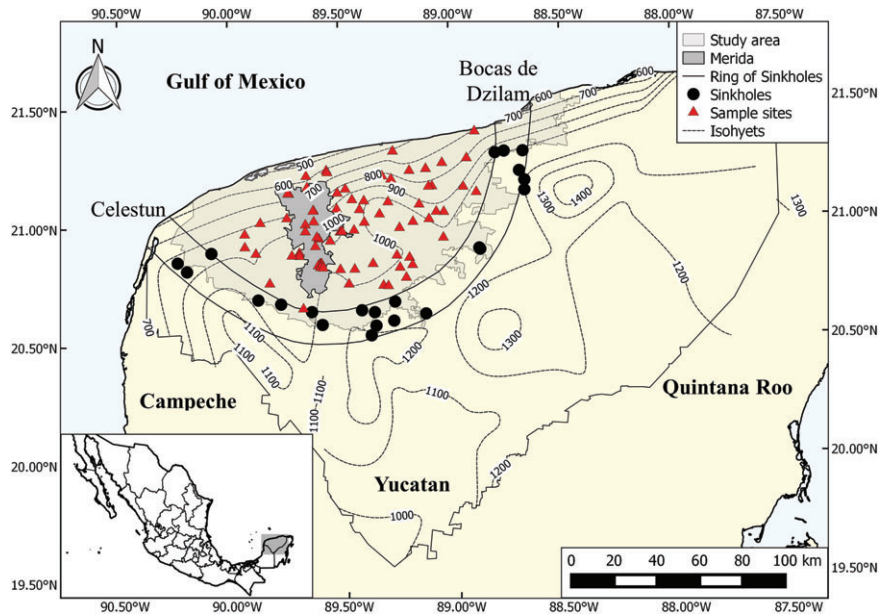 90.50°W 90.00°W 89.50°W 89.00°W 88.50°W 88.00°W 87.50°W
N
Gulf of Mexico
Bocas de
Dzilam
Celestun
Campeche
Yucatan
Quintana Roo
Study area
Merida
Ring of Sinkholes
Sinkholes
Sample sites
Isohyets
21.50°N
21.00°N
20.50°N
20.00°N
19.50°N
21.50°N
21.00°N
20.50°N
20.00°N
19.50°N
600
700
600
700
500
800
600
700
900
1000
1000
1300
1400
1300
1200
1200
1300
700
1100
1100
1100
1100
1200
1100
1200
1000
0 20 40 60 80 100 km
90.50°W 90.00°W 89.50°W 89.00°W 88.50°W 88.00°W 87.50°W